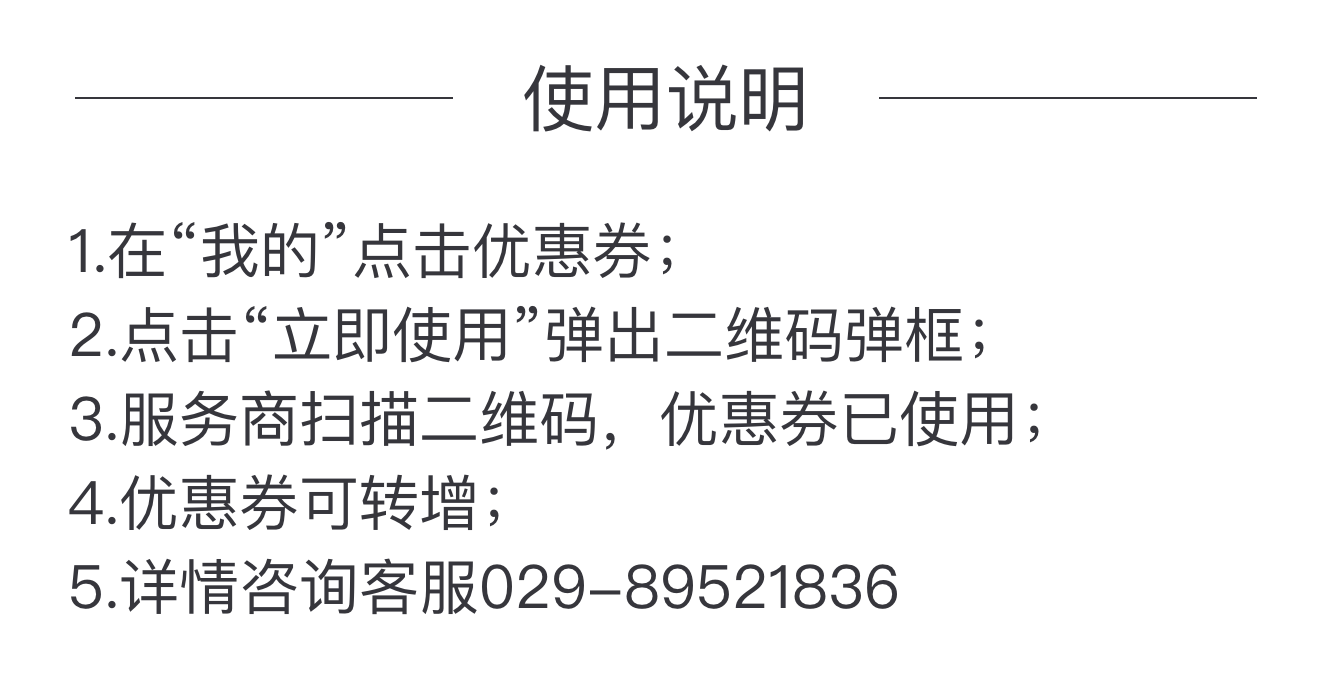 使用说明
1.在“我的”点击优惠券；
2.点击“立即使用”弹出二维码弹框；
3.服务商扫描二维码，优惠券已使用；
4.优惠券可转增；
5.详情咨询客服029-89521836